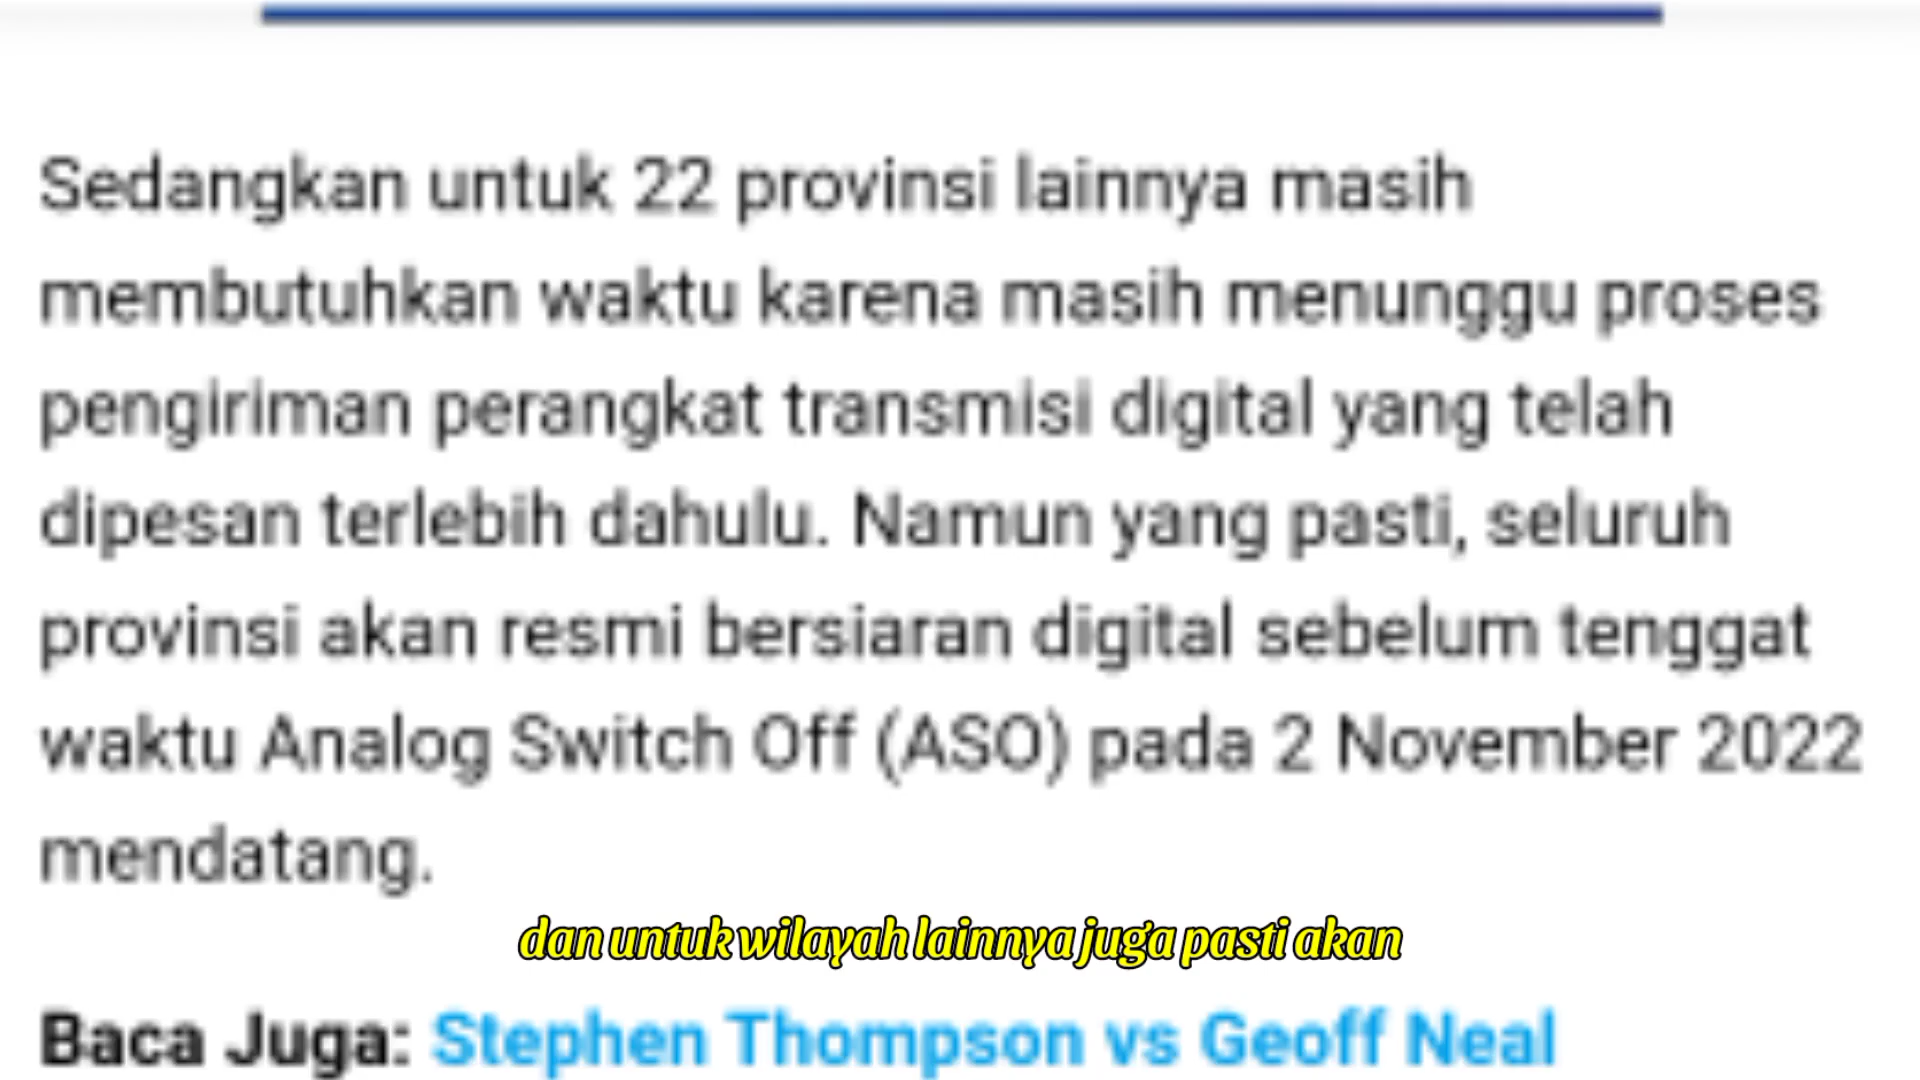 Sedangkan untuk 22 provinsi lainnya masih
membutuhkan waktu karena masih menunggu proses
pengiriman perangkat transmisi digital yang telah
dipesan terlebih dahulu. Namun yang pasti, seluruh
provinsi akan resmi bersiaran digital sebelum tenggat
waktu Analog Switch Off (ASO) pada 2 November 2022
mendatang.
dan untuk wilayah lainnya juga pasti akan
Baca Juga: Stephen Thompson vs Geoff Neal